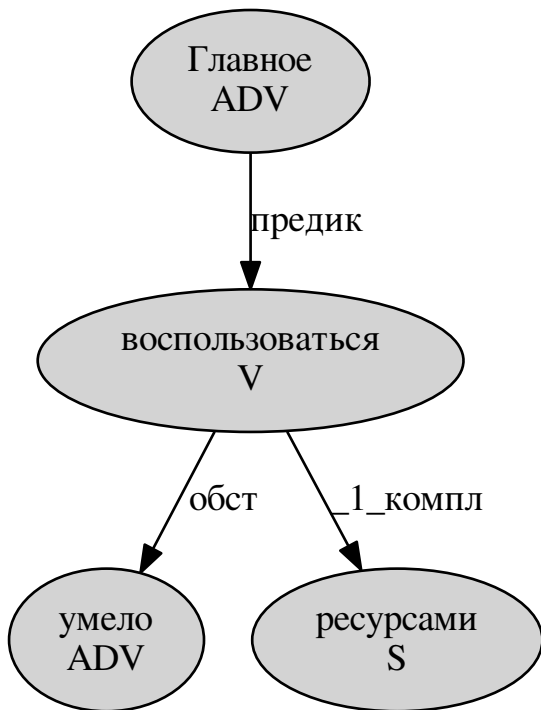 Главное
ADV
предик
воспользоваться
V
обст
_1_компл
умело
ADV
ресурсами
S